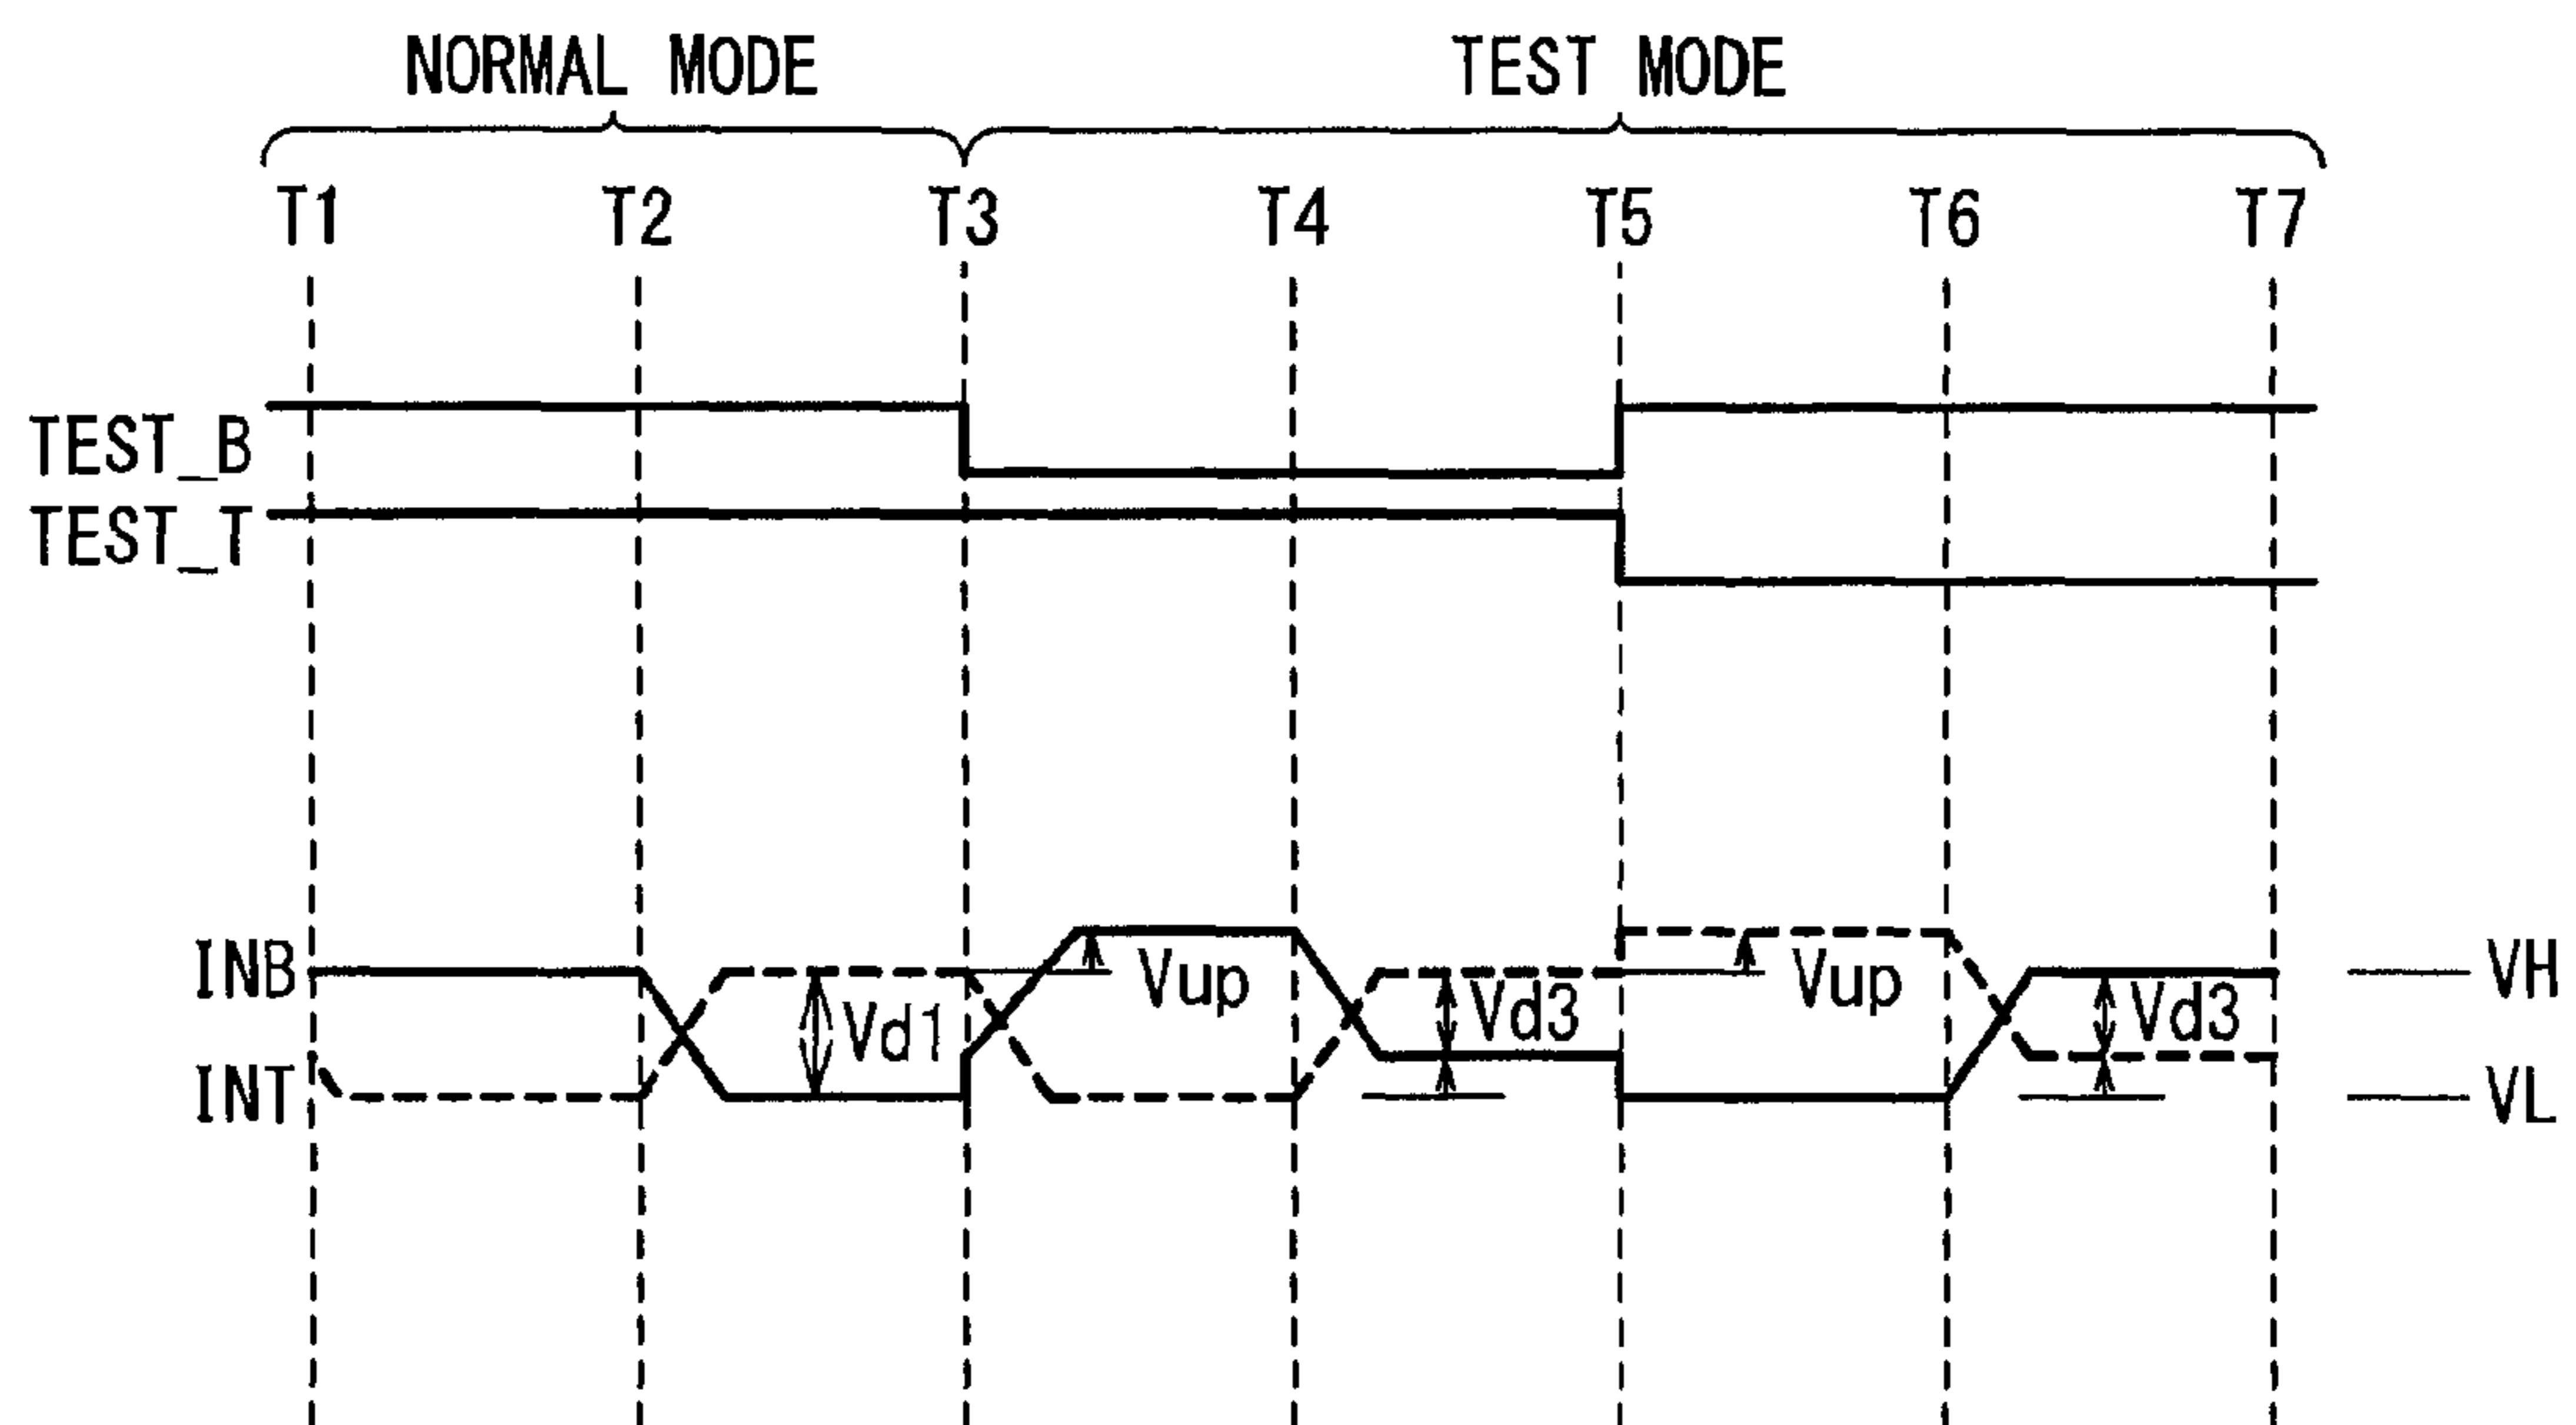 NORMAL MODE TEST MODE
T1 T2 T3 T4 T5 T6 T7
TEST_B
TEST_T
INB Vup Vup VH
Vd1 Vd3 Vd3
INT VL